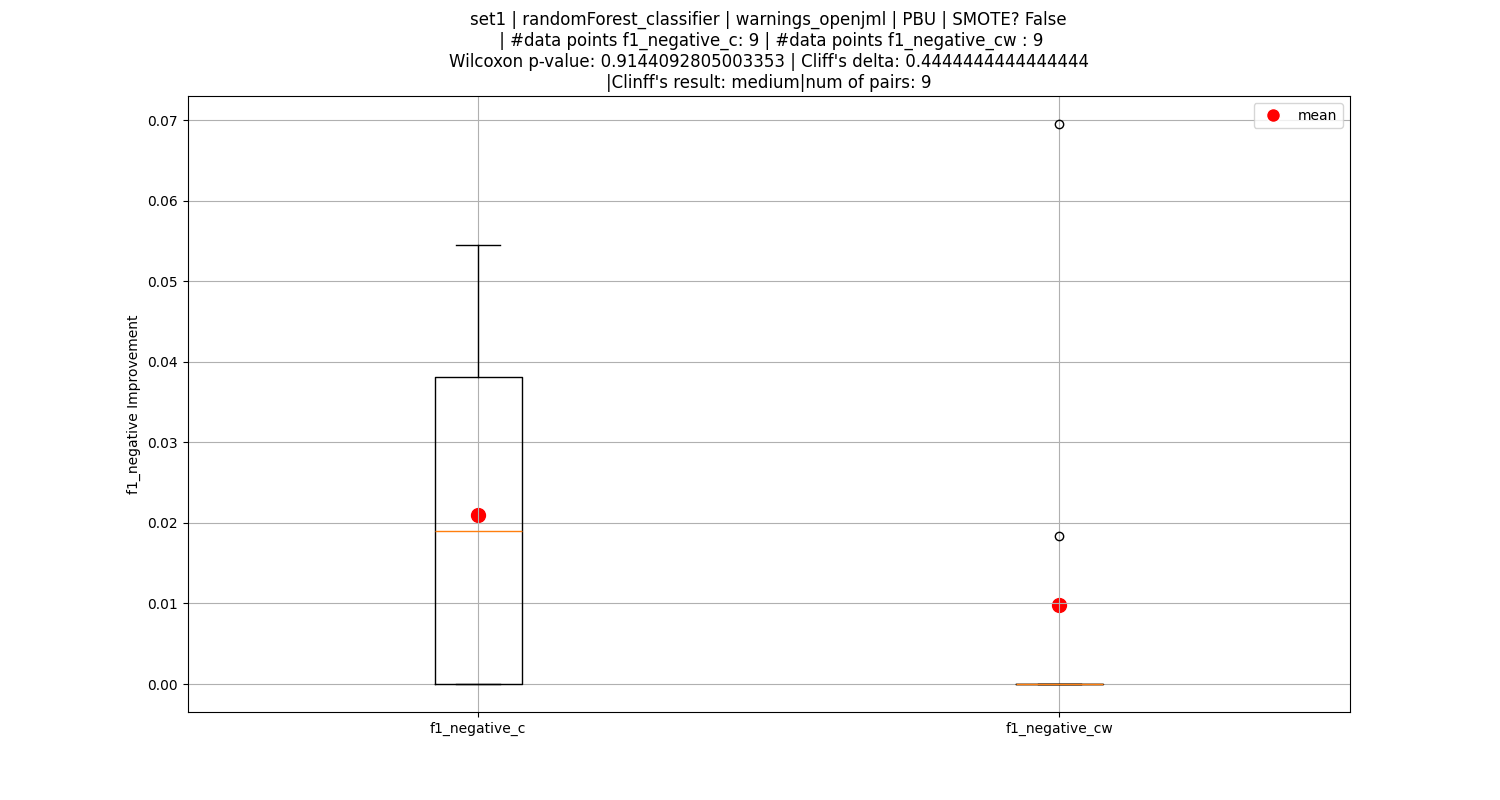 set1 | randomForest_classifier | warnings_openjml | PBU | SMOTE? False
| #data points f1_negative_c: 9 | #data points f1_negative_cw : 9
Wilcoxon p-value: 0.9144092805003353 | Cliff's delta: 0.4444444444444444
|Clinff's result: medium|num of pairs: 9
mean
0.07
0.06
0.05
0.04
0.03
0.02
0.01
0.00
f1_negative Improvement
f1_negative_c
f1_negative_cw